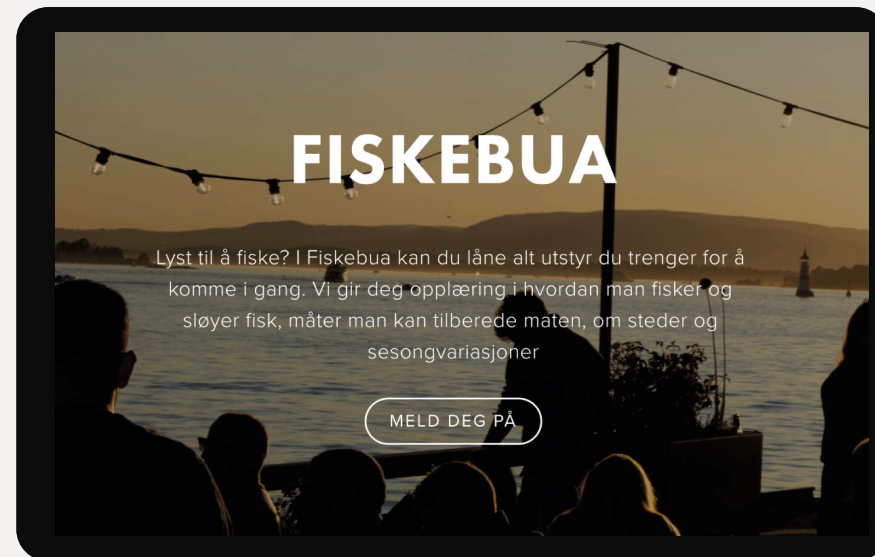 FISKEBUA
Lyst til å fiske? I Fiskebua kan du låne alt utstyr du trenger for å
komme i gang. Vi gir deg opplæring i hvordan man fisker og
sløyer fisk, måter man kan tilberede maten, om steder og
sesongvariasjoner
MELD DEG PÅ